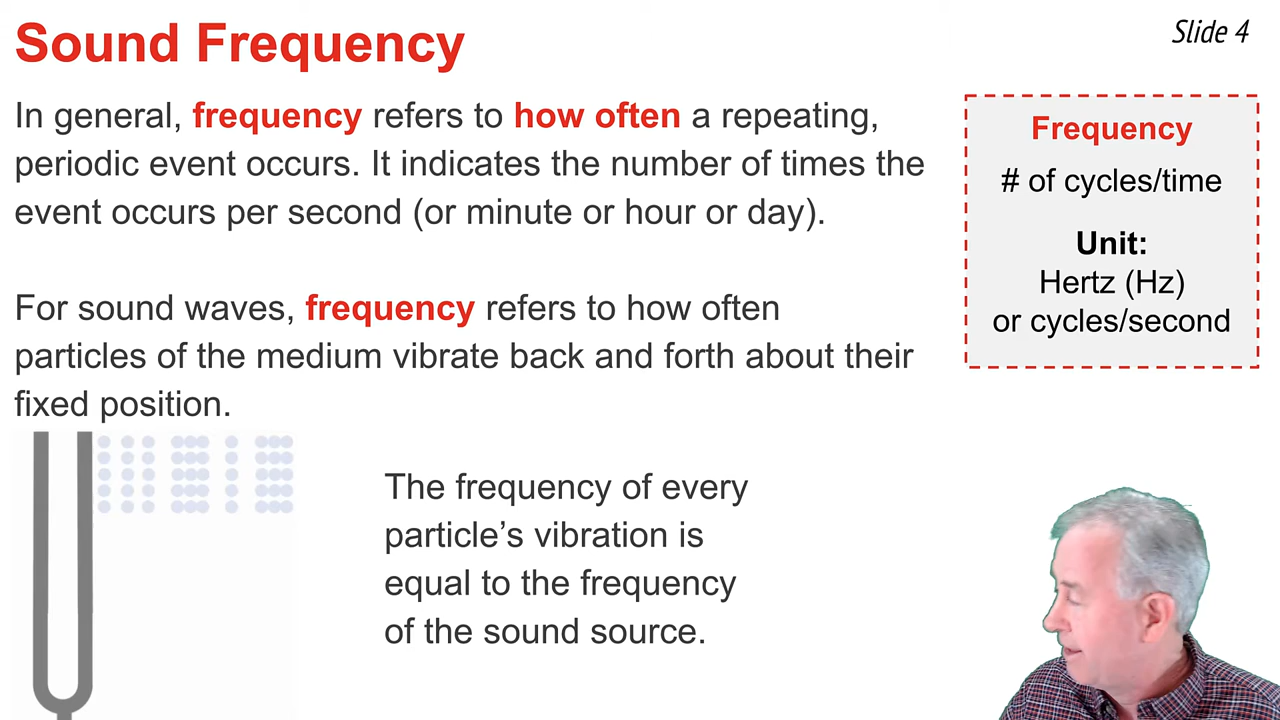 Sound Frequency
Slide 4
In general, frequency refers to how often a repeating,
periodic event occurs. It indicates the number of times the
event occurs per second (or minute or hour or day).
For sound waves, frequency refers to how often
particles of the medium vibrate back and forth about their
fixed position.
Frequency
# of cycles/time
Unit:
Hertz (Hz)
or cycles/second
The frequency of every
particle’s vibration is
equal to the frequency
of the sound source.